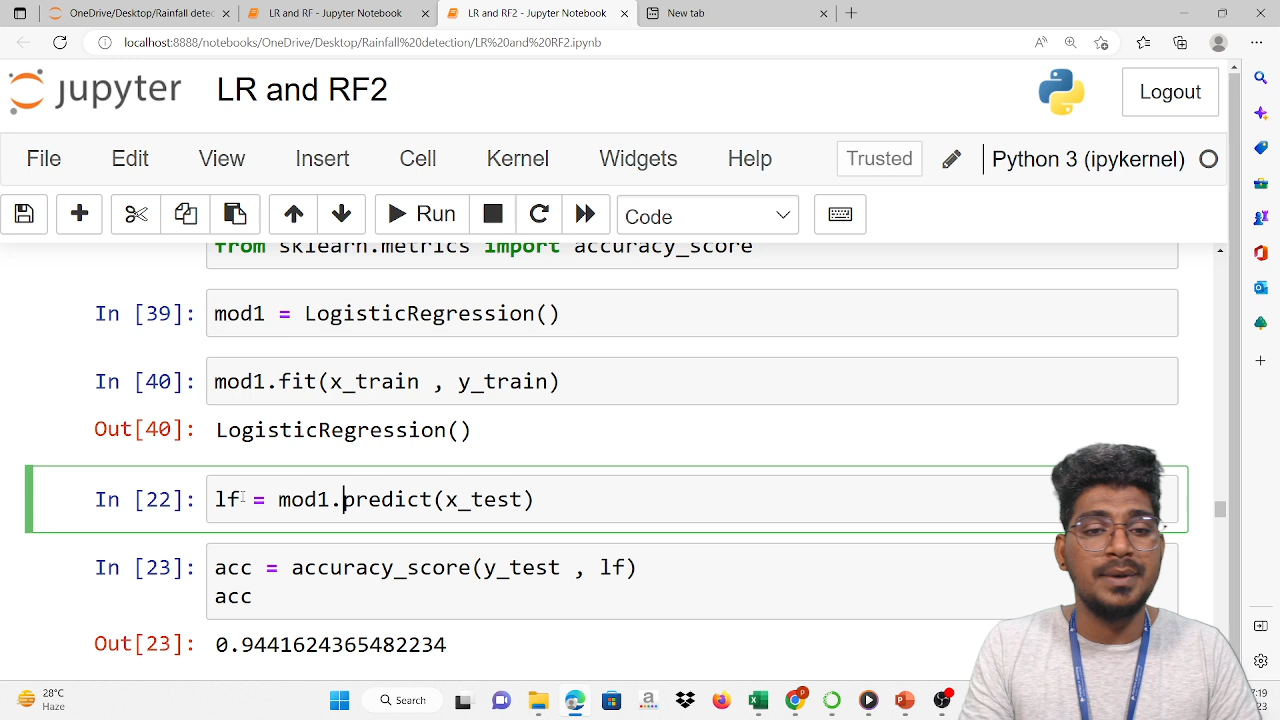 OneDrive/Desktop/Rainfall detec
LR and RF - Jupyter Notebook
LR and RF2 - Jupyter Notebook
New tab
localhost:8888/notebooks/OneDrive/Desktop/Rainfall%20detection/LR%20and%20RF2.ipynb
jupyter LR and RF2
Logout
File Edit View Insert Cell Kernel Widgets Help
Trusted
Python 3 (ipykernel)
Run
Code
from sklearn.metrics import accuracy_score
In [39]: mod1 = LogisticRegression()
In [40]: mod1.fit(x_train , y_train)
Out[40]: LogisticRegression()
In [22]: lf = mod1.predict(x_test)
In [23]: acc = accuracy_score(y_test , lf)
acc
Out[23]: 0.9441624365482234
28°C
Haze
Search